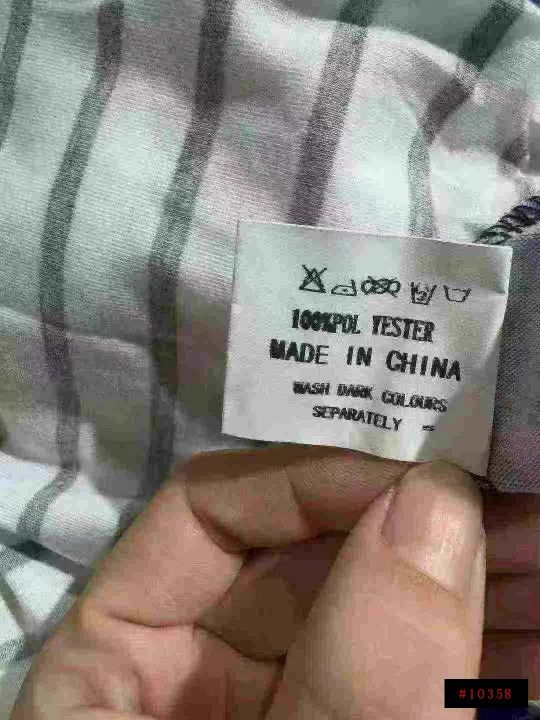 100%POL YESTER
MADE IN CHINA
WASH DARK COLOURS
SEPARATELY =
#10358